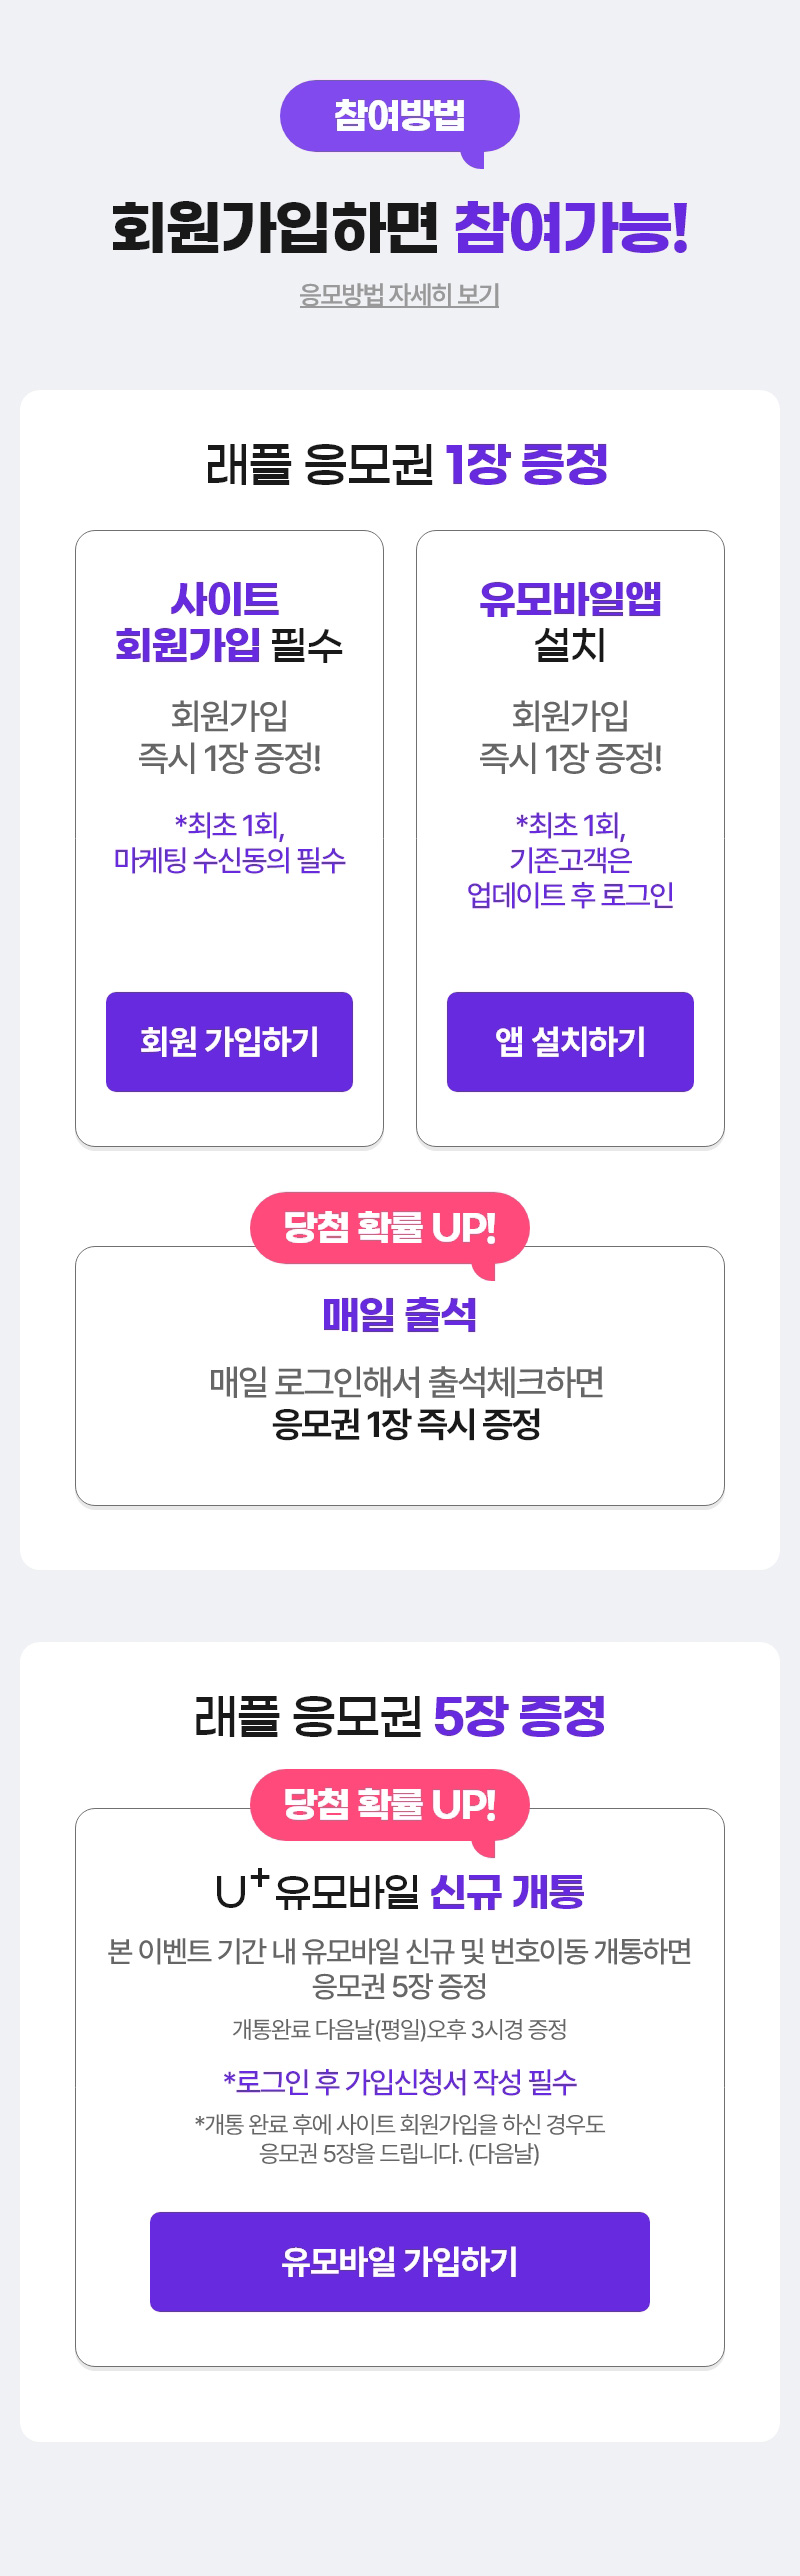 참여방법
회원가입하면 참여가능!
응모방법 자세히 보기
래플 응모권 1장 증정
사이트
회원가입 필수
회원가입
즉시 1장 증정!
*최초 1회,
마케팅 수신동의 필수
회원 가입하기
유모바일앱
설치
회원가입
즉시 1장 증정!
*최초 1회,
기존고객은
업데이트 후 로그인
앱 설치하기
당첨 확률 UP!
매일 출석
매일 로그인해서 출석체크하면
응모권 1장 즉시 증정
래플 응모권 5장 증정
당첨 확률 UP!
U+유모바일 신규 개통
본 이벤트 기간 내 유모바일 신규 및 번호이동 개통하면
응모권 5장 증정
개통완료 다음날(평일)오후 3시경 증정
*로그인 후 가입신청서 작성 필수
*개통 완료 후에 사이트 회원가입을 하신 경우도
응모권 5장을 드립니다. (다음날)
유모바일 가입하기